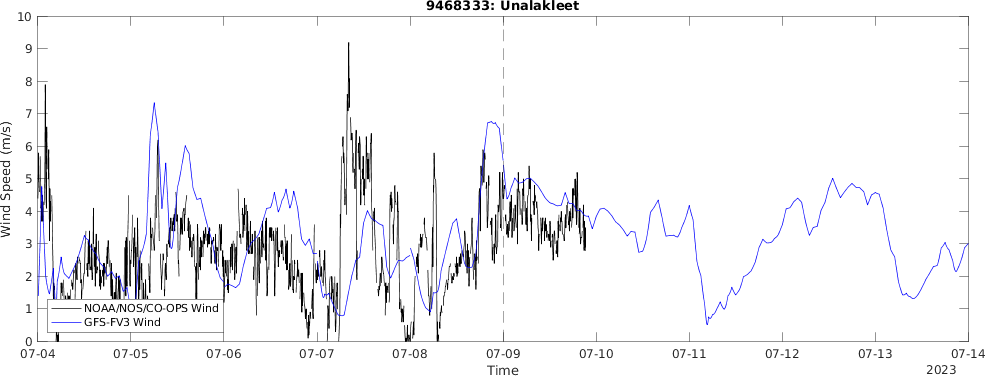 9468333: Unalakleet
10
9
8
7
6
5
4
3
2
1
0
Wind Speed (m/s)
NOAA/NOS/CO-OPS Wind
GFS-FV3 Wind
07-04 07-05 07-06 07-07 07-08 07-09 07-10 07-11 07-12 07-13 07-14
Time
2023